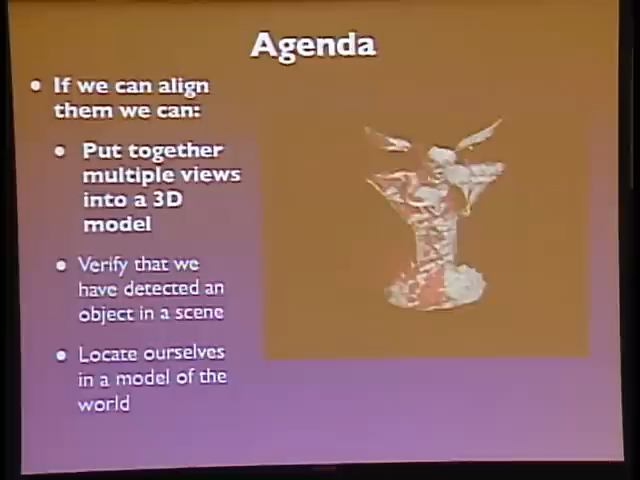 Agenda
If we can align
them we can:
Put together
multiple views
into a 3D
model
Verify that we
have detected an
object in a scene
Locate ourselves
in a model of the
world